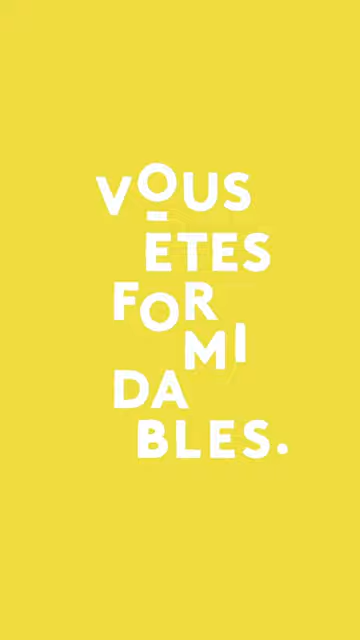 VOUS
ÊTES
FOR
MI
DA
BLES.